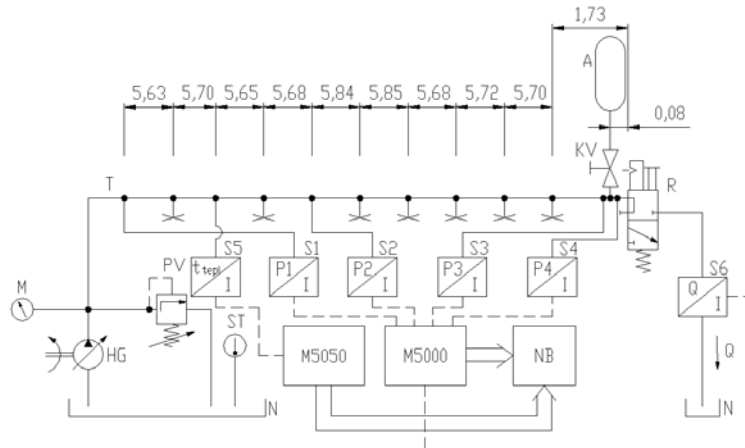 1,73
A
5,63 5,70 5,65 5,68 5,84 5,85 5,68 5,72 5,70
0,08
KV
T
R
S5 S1 S2 S3 S4
PV
t tepl I
P1 I
P2 I
P3 I
P4 I
S6
Q I
M
ST
HG
M5050
M5000
NB
Q
N
N